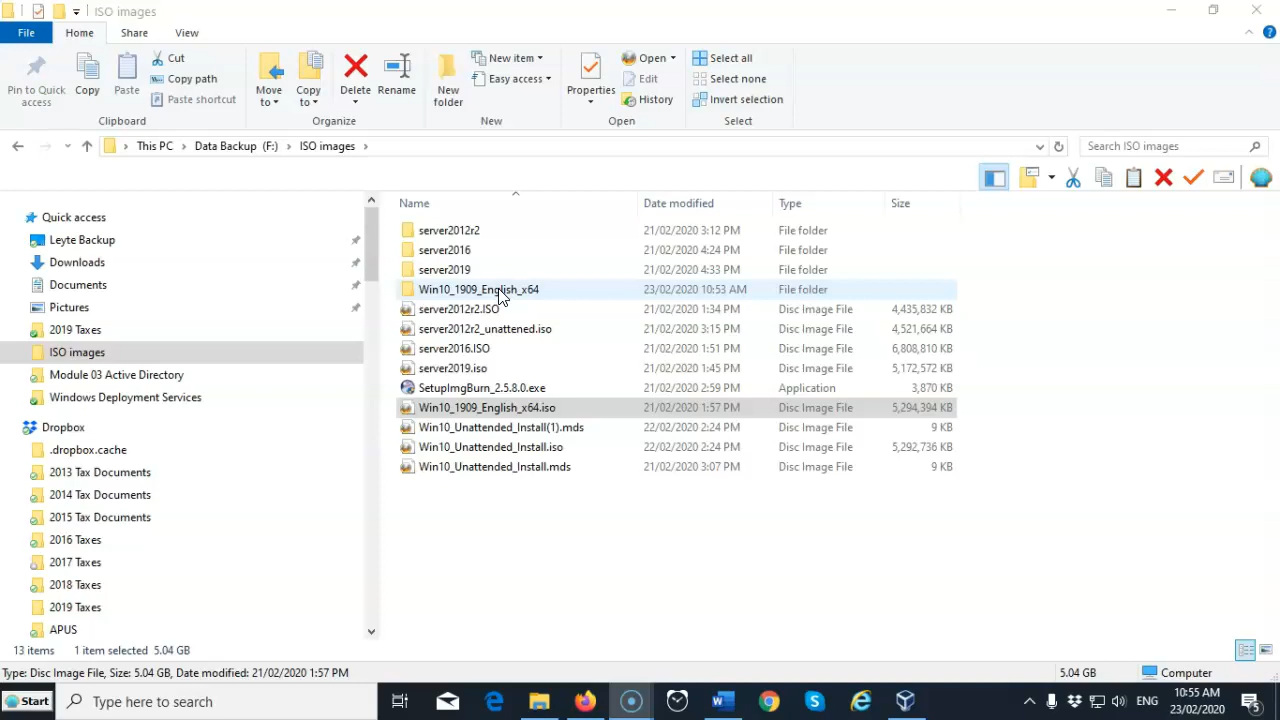 ISO images
File
Home
Share
View
Pin to Quick access
Copy
Paste
Cut
Copy path
Paste shortcut
Clipboard
Move to
Copy to
Delete
Rename
Organize
New folder
New item
Easy access
New
Properties
Open
Edit
History
Open
Select all
Select none
Invert selection
Select
This PC > Data Backup (F:) > ISO images >
Search ISO images
Quick access
Leyte Backup
Downloads
Documents
Pictures
2019 Taxes
ISO images
Module 03 Active Directory
Windows Deployment Services
Dropbox
.dropbox.cache
2013 Tax Documents
2014 Tax Documents
2015 Tax Documents
2016 Taxes
2017 Taxes
2018 Taxes
2019 Taxes
APUS
Name Date modified Type Size
server2012r2 21/02/2020 3:12 PM File folder
server2016 21/02/2020 4:24 PM File folder
server2019 21/02/2020 4:33 PM File folder
Win10_1909_English_x64 23/02/2020 10:53 AM File folder
server2012r2.ISO 21/02/2020 1:34 PM Disc Image File 4,435,832 KB
server2012r2_unattened.iso 21/02/2020 3:15 PM Disc Image File 4,521,664 KB
server2016.ISO 21/02/2020 1:51 PM Disc Image File 6,808,810 KB
server2019.iso 21/02/2020 1:45 PM Disc Image File 5,172,572 KB
SetupImgBurn_2.5.8.0.exe 21/02/2020 2:59 PM Application 3,870 KB
Win10_1909_English_x64.iso 21/02/2020 1:57 PM Disc Image File 5,294,394 KB
Win10_Unattended_Install(1).mds 22/02/2020 2:24 PM Disc Image File 9 KB
Win10_Unattended_Install.iso 22/02/2020 2:24 PM Disc Image File 5,292,736 KB
Win10_Unattended_Install.mds 21/02/2020 3:07 PM Disc Image File 9 KB
13 items 1 item selected 5.04 GB
Type: Disc Image File, Size: 5.04 GB, Date modified: 21/02/2020 1:57 PM 5.04 GB Computer
Start
Type here to search
ENG
10:55 AM
23/02/2020
5